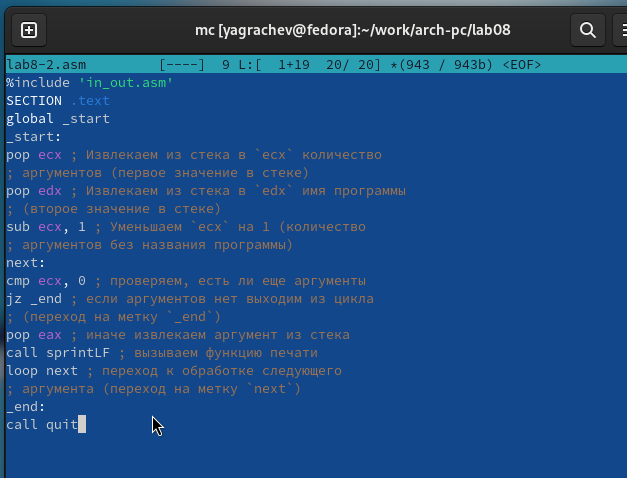 mc [yagrachev@fedora]:~/work/arch-pc/lab08
lab8-2.asm [----] 9 L:[ 1+19 20/ 20] *(943 / 943b) <EOF>
%include 'in_out.asm'
SECTION .text
global _start
_start:
pop ecx ; Извлекаем из стека в `ecx` количество
; аргументов (первое значение в стеке)
pop edx ; Извлекаем из стека в `edx` имя программы
; (второе значение в стеке)
sub ecx, 1 ; Уменьшаем `ecx` на 1 (количество
; аргументов без названия программы)
next:
cmp ecx, 0 ; проверяем, есть ли еще аргументы
jz _end ; если аргументов нет выходим из цикла
; (переход на метку `_end`)
pop eax ; иначе извлекаем аргумент из стека
call sprintLF ; вызываем функцию печати
loop next ; переход к обработке следующего
; аргумента (переход на метку `next`)
_end:
call quit